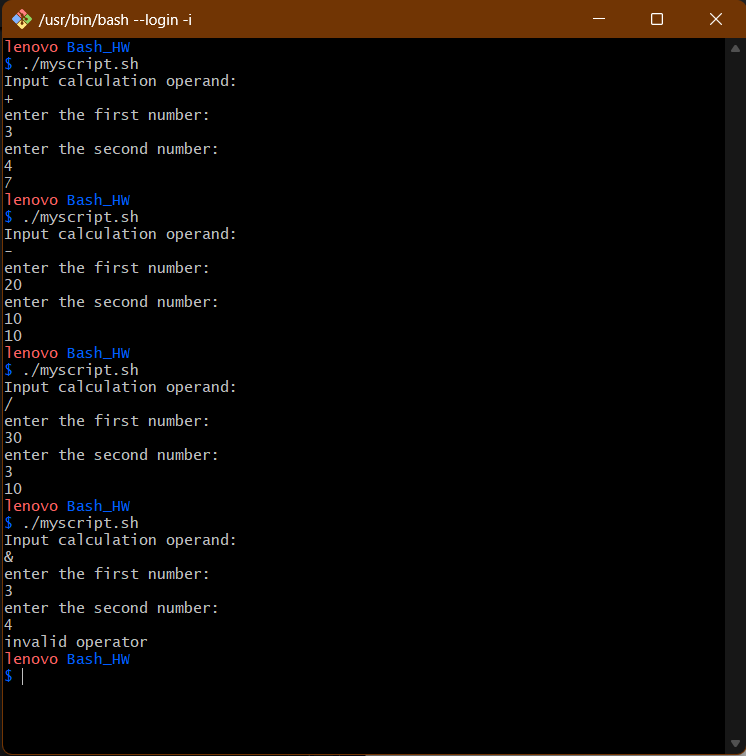 /usr/bin/bash --login -i
lenovo Bash_HW
$ ./myscript.sh
Input calculation operand:
+
enter the first number:
3
enter the second number:
4
7
lenovo Bash_HW
$ ./myscript.sh
Input calculation operand:
-
enter the first number:
20
enter the second number:
10
10
lenovo Bash_HW
$ ./myscript.sh
Input calculation operand:
/
enter the first number:
30
enter the second number:
3
10
lenovo Bash_HW
$ ./myscript.sh
Input calculation operand:
&
enter the first number:
3
enter the second number:
4
invalid operator
lenovo Bash_HW
$